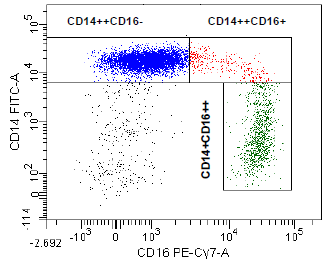 CD14++CD16- CD14++CD16+
CD14+CD16++
CD14 FITC-A
10^5
10^4
10^3
10^2
0
-114
-2.692
-10^3 0 10^3 10^4 10^5
CD16 PE-Cy7-A